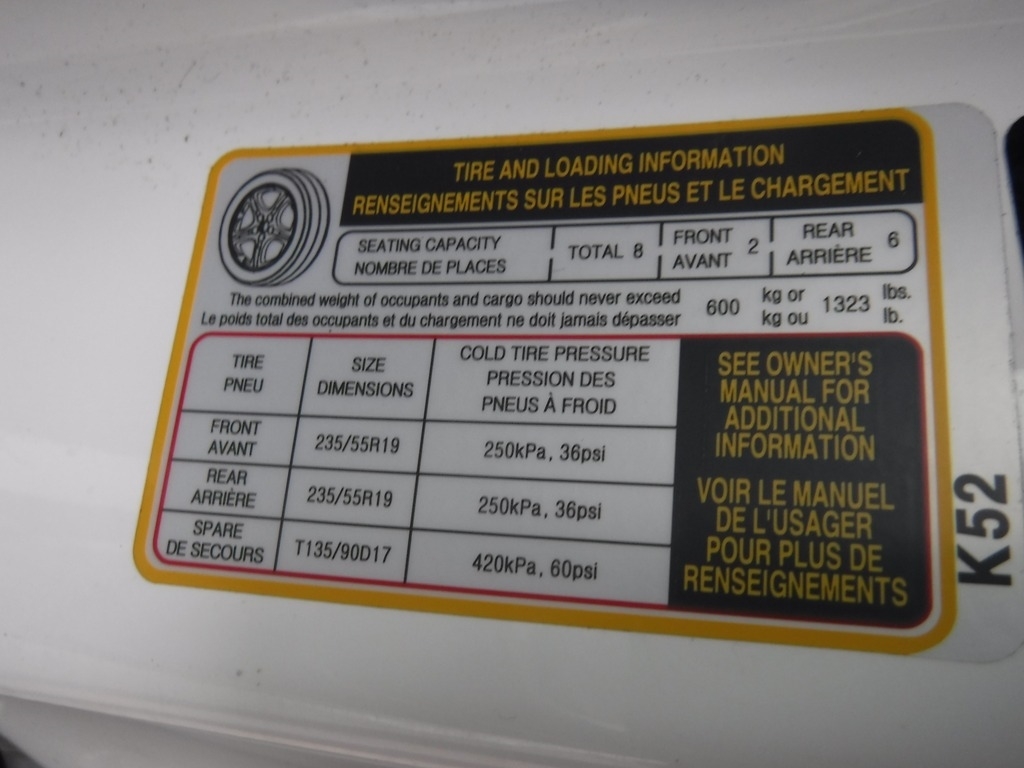 TIRE AND LOADING INFORMATION
RENSEIGNEMENTS SUR LES PNEUS ET LE CHARGEMENT
SEATING CAPACITY
NOMBRE DE PLACES
TOTAL 8
FRONT
AVANT
2
REAR
ARRIÈRE
6
The combined weight of occupants and cargo should never exceed
Le poids total des occupants et du chargement ne doit jamais dépasser
600
kg or
kg ou
1323
lbs.
lb.
TIRE
PNEU
SIZE
DIMENSIONS
COLD TIRE PRESSURE
PRESSION DES
PNEUS À FROID
FRONT
AVANT
235/55R19
250kPa, 36psi
REAR
ARRIÈRE
235/55R19
250kPa, 36psi
SPARE
DE SECOURS
T135/90D17
420kPa, 60psi
SEE OWNER'S
MANUAL FOR
ADDITIONAL
INFORMATION
VOIR LE MANUEL
DE L'USAGER
POUR PLUS DE
RENSEIGNEMENTS
K52